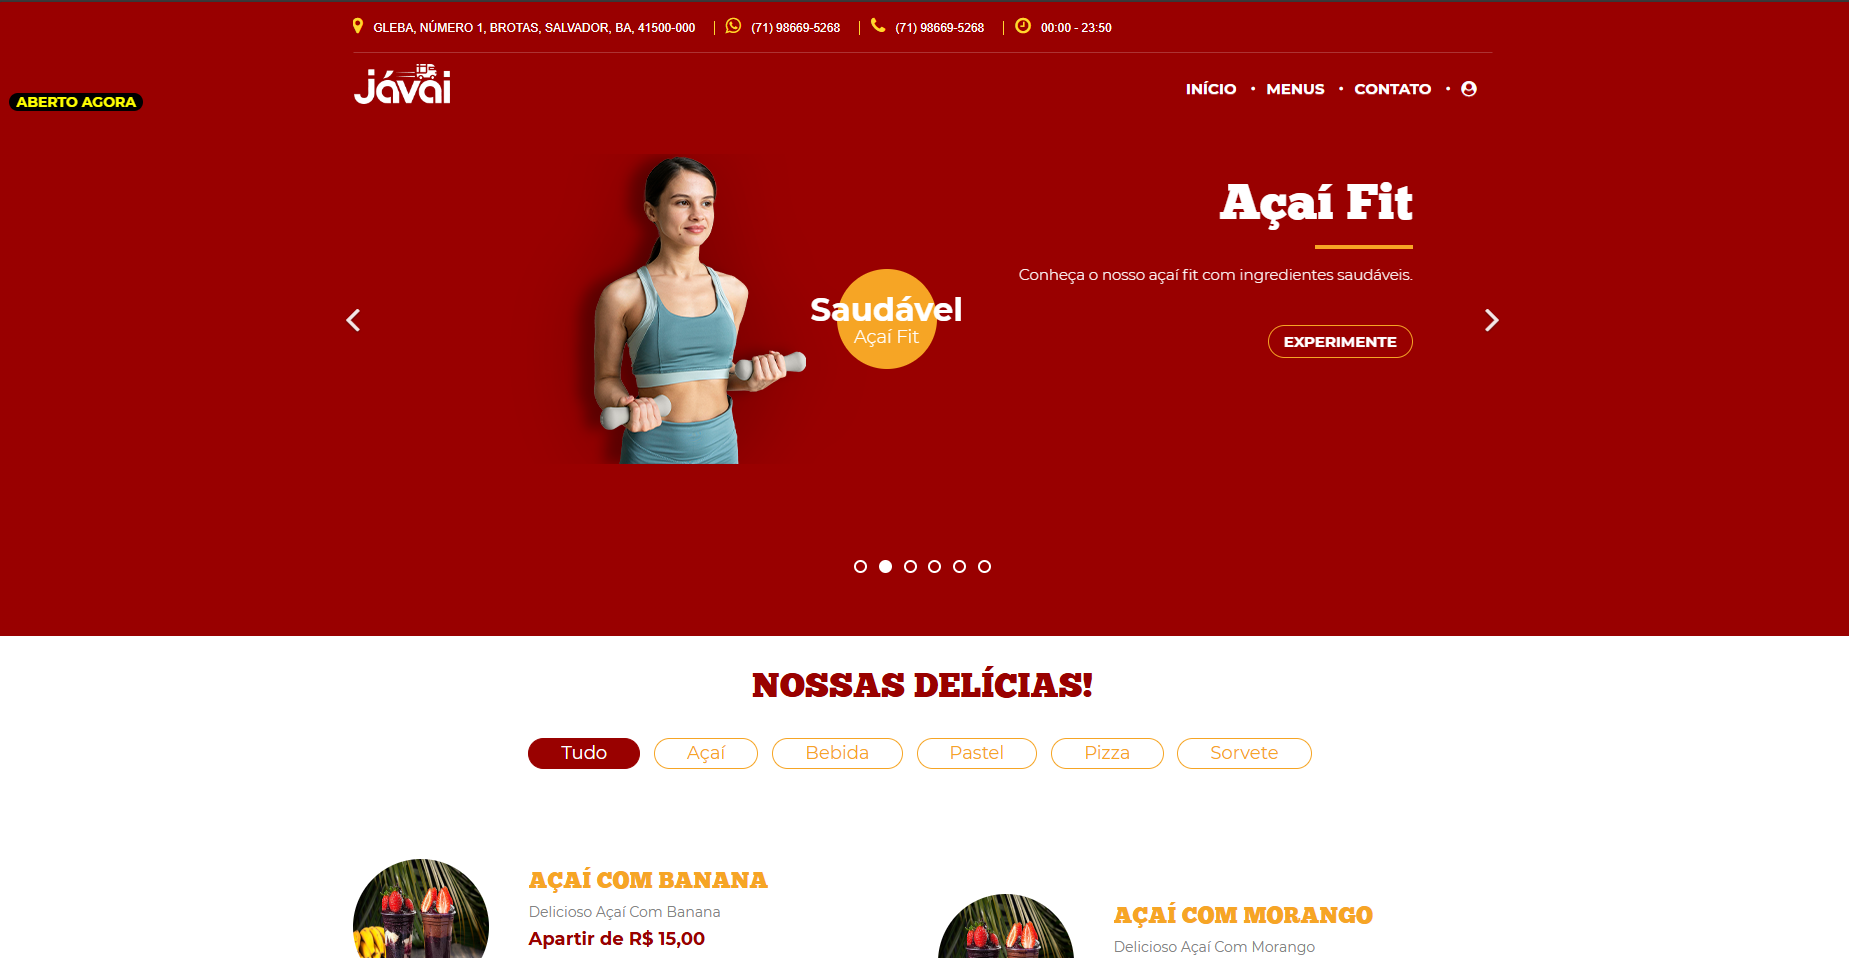 GLEBA, NÚMERO 1, BROTAS, SALVADOR, BA, 41500-000 | (71) 98669-5268 | (71) 98669-5268 | 00:00 - 23:50
jávai
INÍCIO • MENUS • CONTATO •
ABERTO AGORA
Açaí Fit
Conheça o nosso açaí fit com ingredientes saudáveis.
Saudável
Açaí Fit
EXPERIMENTE
NOSSAS DELÍCIAS!
Tudo Açaí Bebida Pastel Pizza Sorvete
AÇAÍ COM BANANA
Delicioso Açaí Com Banana
Apartir de R$ 15,00
AÇAÍ COM MORANGO
Delicioso Açaí Com Morango